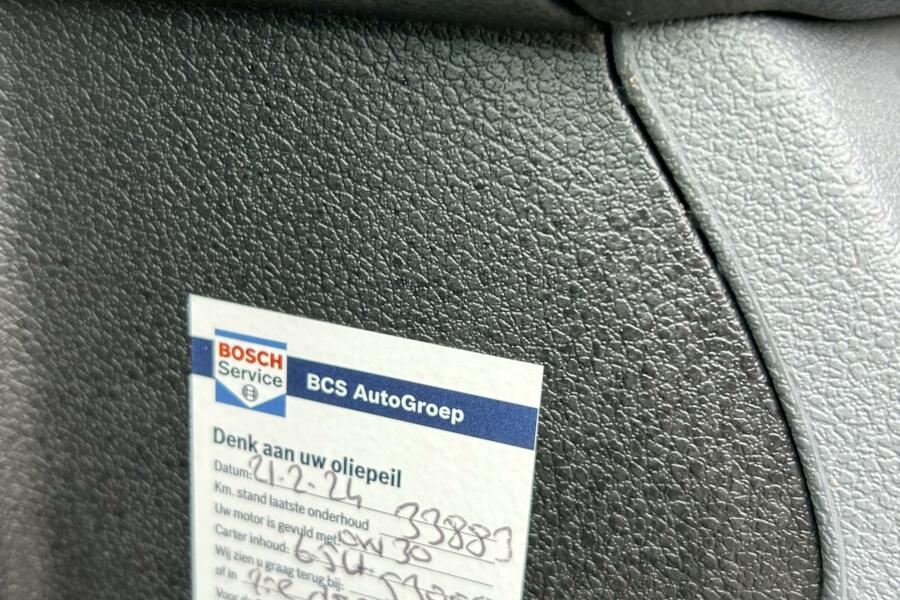 BOSCH
Service
BCS AutoGroep
Denk aan uw oliepeil
Datum: 21-2-24
Km. stand laatste onderhoud 33883
Uw motor is gevuld met: 0W30
Carter inhoud:
Wij zien u graag terug bij:
of in